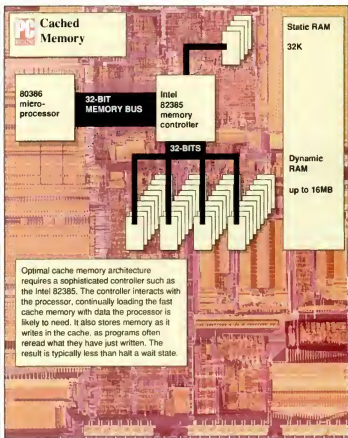 PC
Cached
Memory
Static RAM
32K
80386
micro-
processor
32-BIT
MEMORY BUS
Intel
82385
memory
controller
32-BITS
Dynamic
RAM
up to 16MB
Optimal cache memory architecture
requires a sophisticated controller such as
the Intel 82385. The controller interacts with
the processor, continually loading the fast
cache memory with data the processor is
likely to need. It also stores memory as it
writes in the cache, as programs often
reread what they have just written. The
result is typically less than half a wait state.